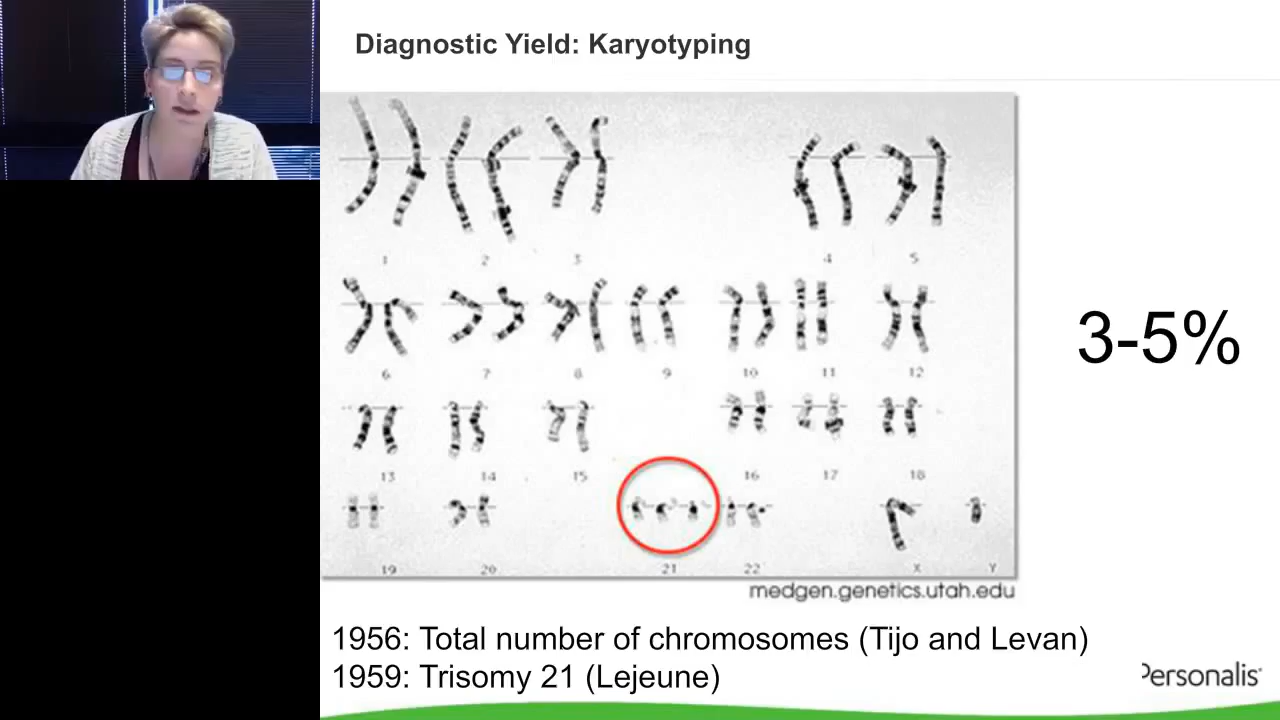 Diagnostic Yield: Karyotyping
1 2 3 4 5
3-5%
6 7 8 9 10 11 12
13 14 15 16 17 18
19 20 21 22 X Y
medgen.genetics.utah.edu
1956: Total number of chromosomes (Tijo and Levan)
1959: Trisomy 21 (Lejeune)
Personalis